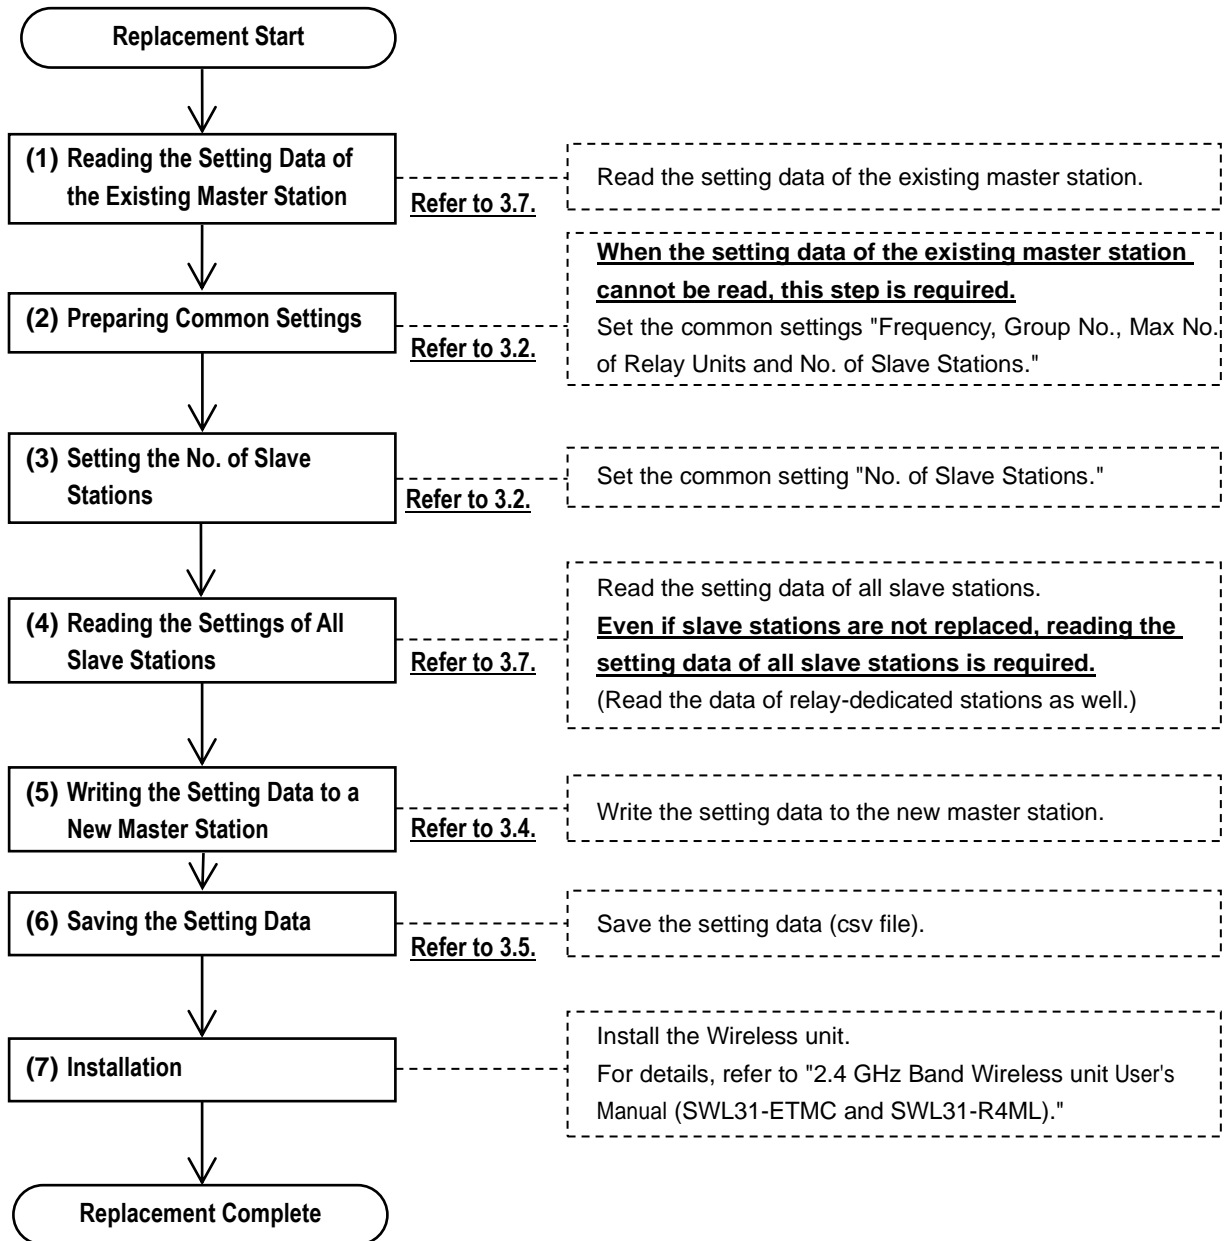 Replacement Start
(1) Reading the Setting Data of
the Existing Master Station
Refer to 3.7.
Read the setting data of the existing master station.
(2) Preparing Common Settings
Refer to 3.2.
When the setting data of the existing master station
cannot be read, this step is required.
Set the common settings "Frequency, Group No., Max No.
of Relay Units and No. of Slave Stations."
(3) Setting the No. of Slave
Stations
Refer to 3.2.
Set the common setting "No. of Slave Stations."
(4) Reading the Settings of All
Slave Stations
Refer to 3.7.
Read the setting data of all slave stations.
Even if slave stations are not replaced, reading the
setting data of all slave stations is required.
(Read the data of relay-dedicated stations as well.)
(5) Writing the Setting Data to a
New Master Station
Refer to 3.4.
Write the setting data to the new master station.
(6) Saving the Setting Data
Refer to 3.5.
Save the setting data (csv file).
(7) Installation
Install the Wireless unit.
For details, refer to "2.4 GHz Band Wireless unit User's
Manual (SWL31-ETMC and SWL31-R4ML)."
Replacement Complete